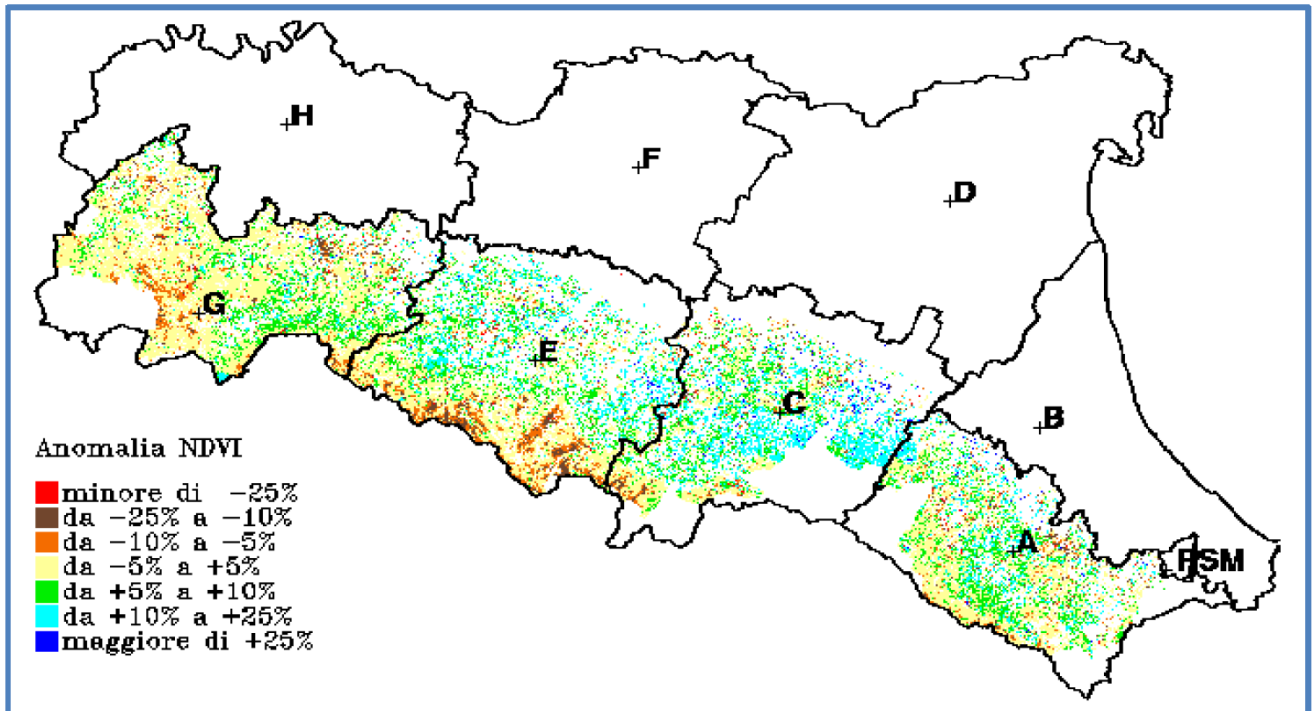 H
F
D
G
E
C
B
A
RSM
Anomalia NDVI
minore di -25%
da -25% a -10%
da -10% a -5%
da -5% a +5%
da +5% a +10%
da +10% a +25%
maggiore di +25%